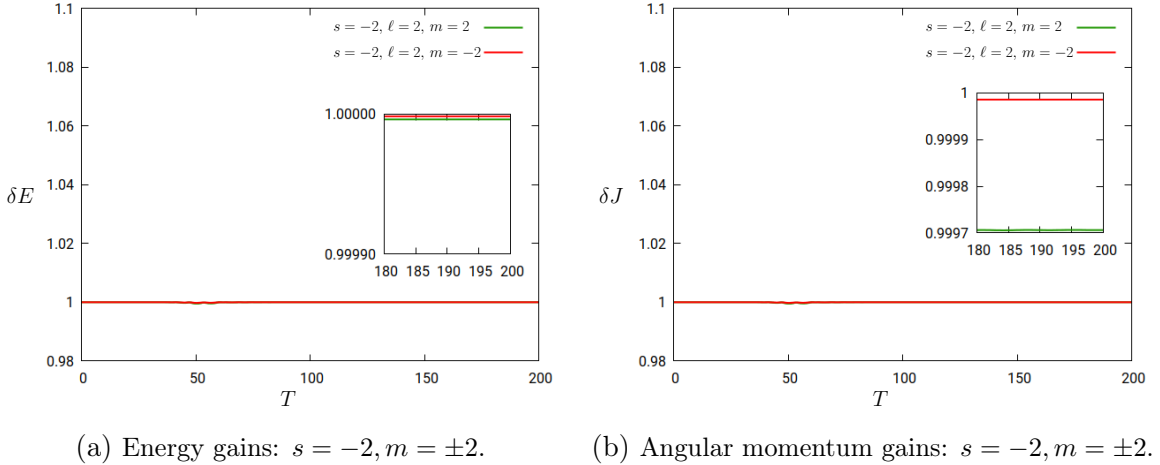 1.1
s = −2, ℓ = 2, m = 2
s = −2, ℓ = 2, m = −2
1.08
1.06
1.04
1.02
1
0.98
δE
1.00000
0.99990
180 185 190 195 200
0 50 100 150 200
T
(a) Energy gains: s = −2, m = ±2.
1.1
s = −2, ℓ = 2, m = 2
s = −2, ℓ = 2, m = −2
1.08
1.06
1.04
1.02
1
0.98
δJ
1
0.9999
0.9998
0.9997
180 185 190 195 200
0 50 100 150 200
T
(b) Angular momentum gains: s = −2, m = ±2.